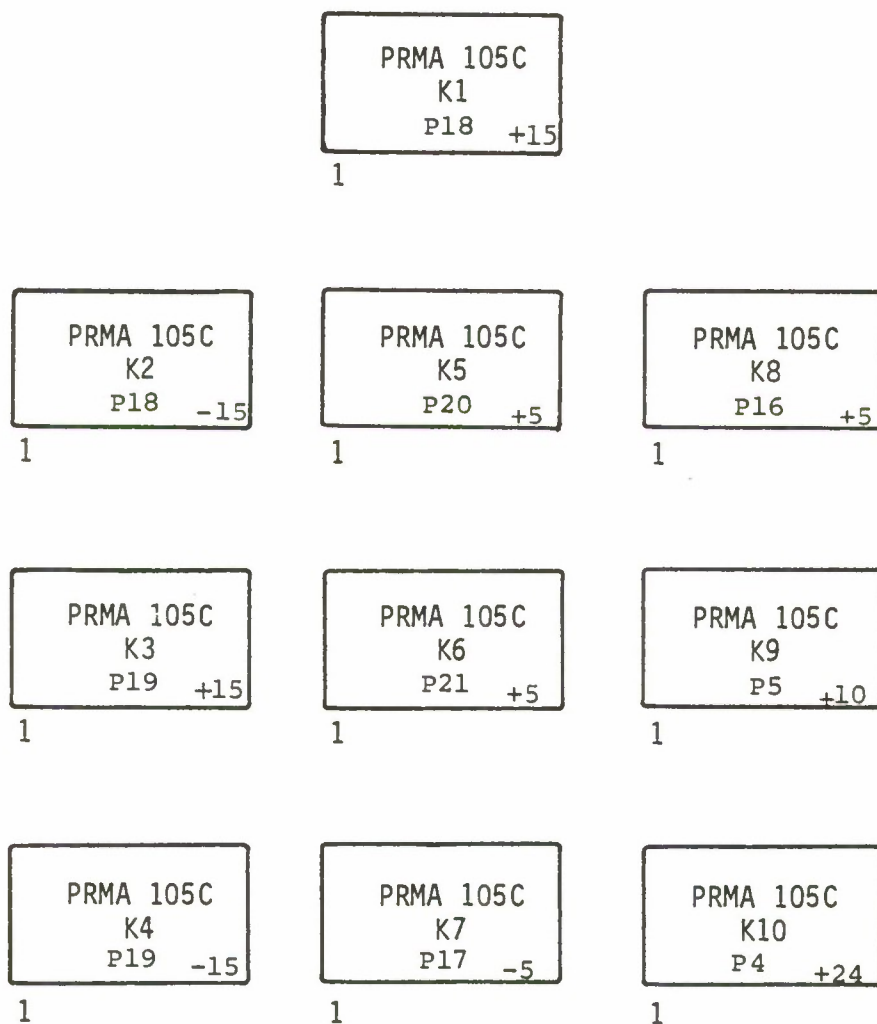 PRMA 105C
K1
P18 +15
1
PRMA 105C
K2
P18 -15
1
PRMA 105C
K5
P20 +5
1
PRMA 105C
K8
P16 +5
1
PRMA 105C
K3
P19 +15
1
PRMA 105C
K6
P21 +5
1
PRMA 105C
K9
P5 +10
1
PRMA 105C
K4
P19 -15
1
PRMA 105C
K7
P17 -5
1
PRMA 105C
K10
P4 +24
1